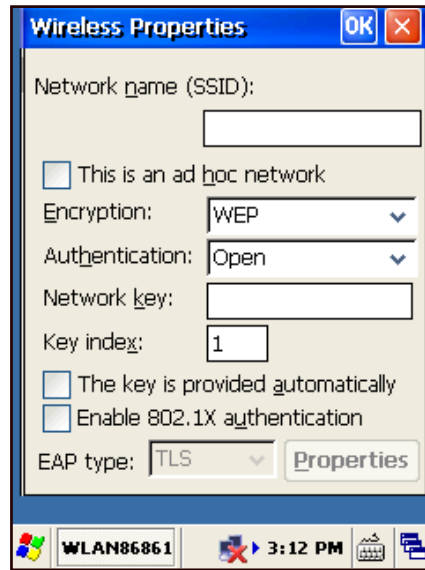 Wireless Properties OK
Network name (SSID):
This is an ad hoc network
Encryption: WEP
Authentication: Open
Network key:
Key index: 1
The key is provided automatically
Enable 802.1X authentication
EAP type: TLS Properties
WLAN86861 3:12 PM